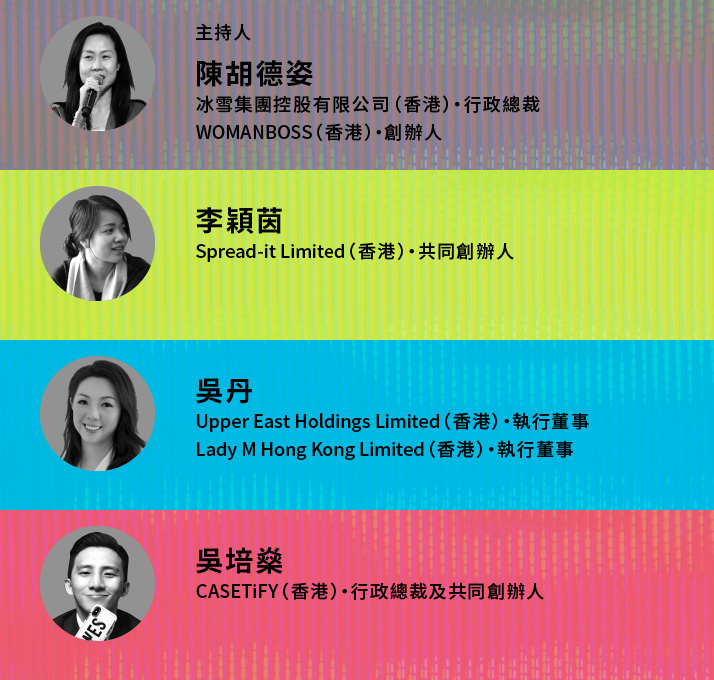 主持人
陳胡德姿
冰雪集團控股有限公司（香港）・行政總裁
WOMANBOSS（香港）・創辦人
李穎茵
Spread-it Limited（香港）・共同創辦人
吳丹
Upper East Holdings Limited（香港）・執行董事
Lady M Hong Kong Limited（香港）・執行董事
吳培燊
CASETiFY（香港）・行政總裁及共同創辦人